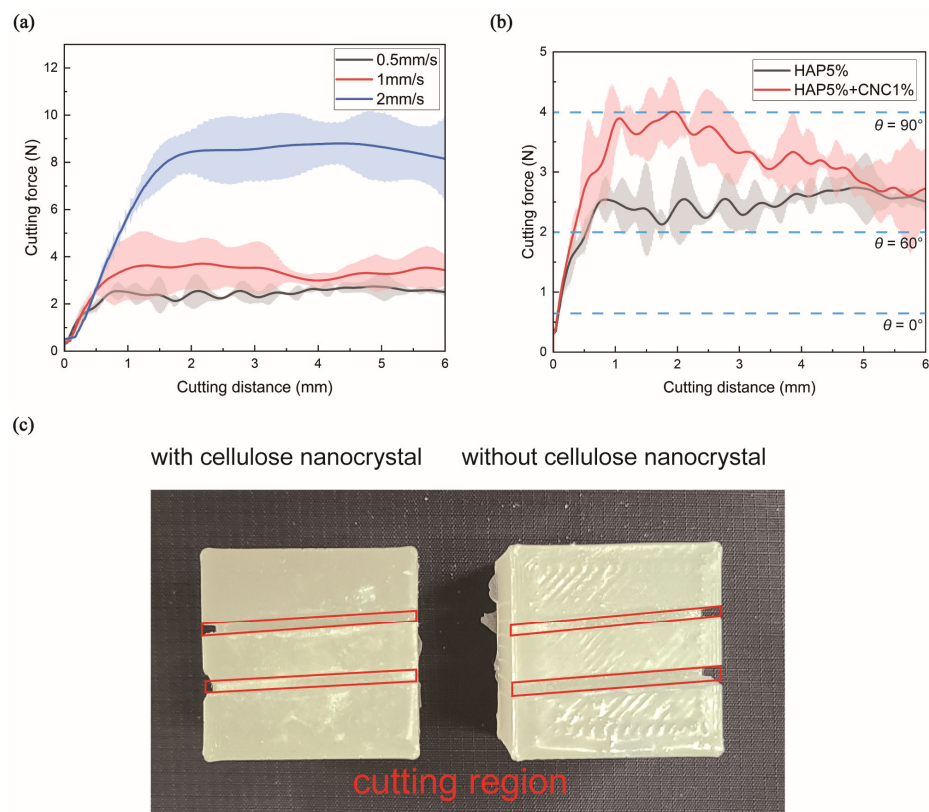 (a)
Cutting force (N)
12
10
8
6
4
2
0
0.5mm/s
1mm/s
2mm/s
0 1 2 3 4 5 6
Cutting distance (mm)
(b)
Cutting force (N)
5
4
3
2
1
0
HAP5%
HAP5%+CNC1%
θ = 90°
θ = 60°
θ = 0°
0 1 2 3 4 5 6
Cutting distance (mm)
(c)
with cellulose nanocrystal
without cellulose nanocrystal
cutting region